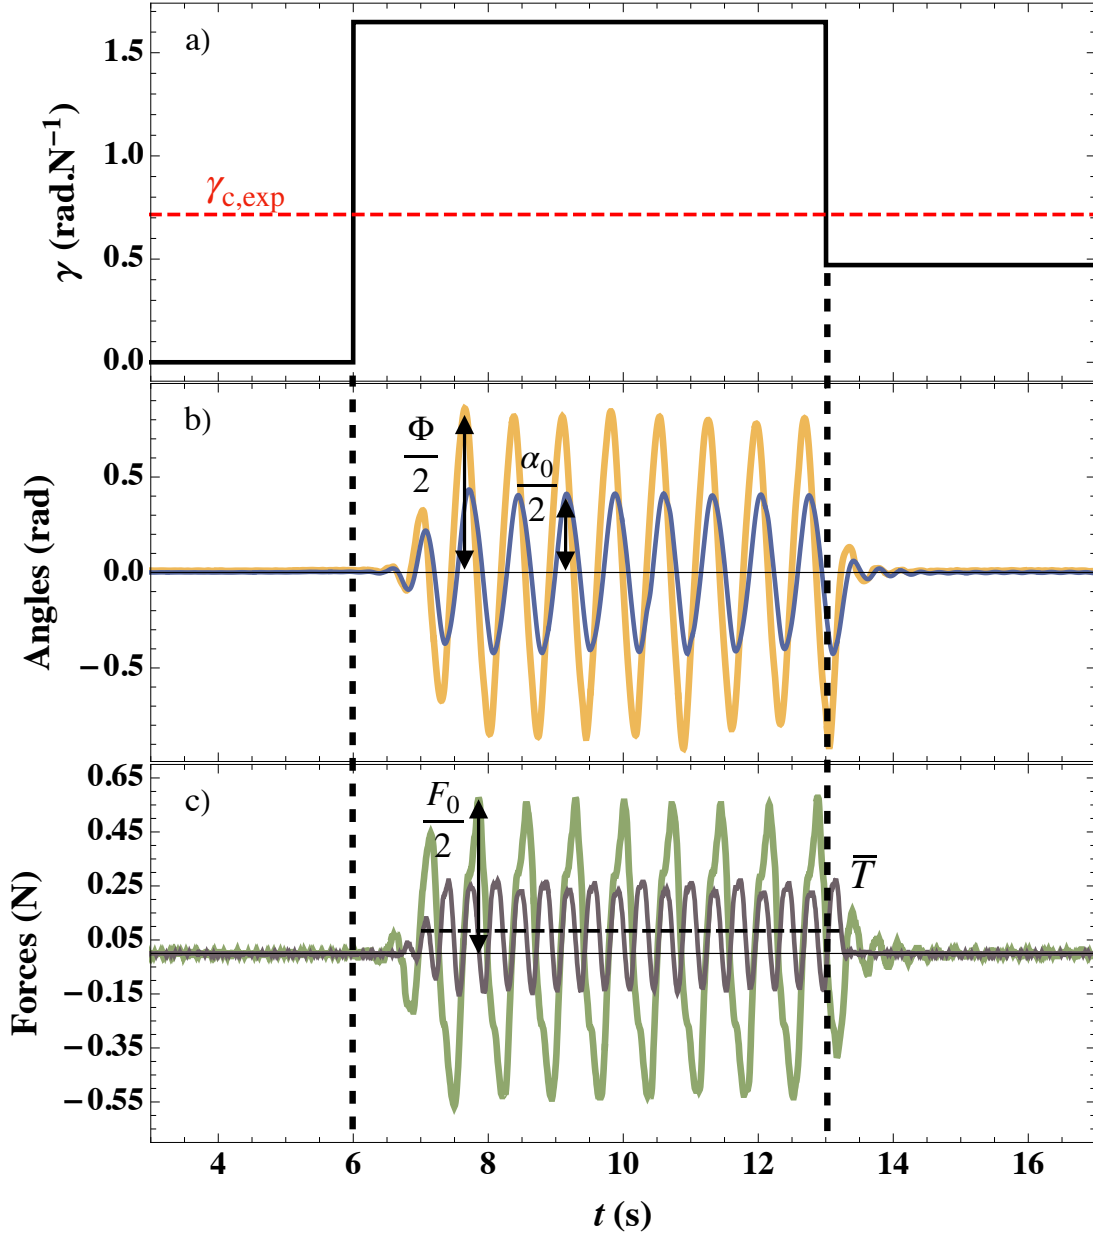 a)
1.5
1.0
0.5
0.0
γ (rad.N−1)
γc,exp
b)
Φ/2
α0/2
0.5
0.0
−0.5
Angles (rad)
c)
F0/2
T̅
0.65
0.45
0.25
0.05
−0.15
−0.35
−0.55
Forces (N)
4 6 8 10 12 14 16
t (s)